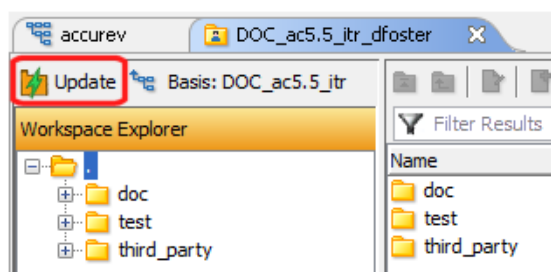 accurev DOC_ac5.5_itr_dfoster
Update Basis: DOC_ac5.5_itr
Workspace Explorer
Filter Results
Name
.
doc
test
third_party
doc
test
third_party